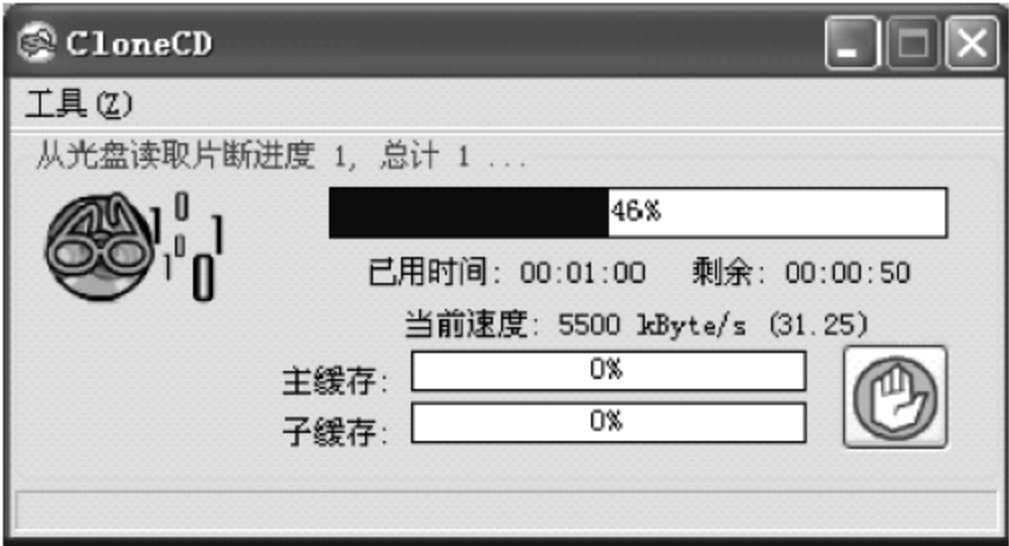 CloneCD
工具(Z)
从光盘读取片断进度 1, 总计 1 ...
46%
已用时间: 00:01:00 剩余: 00:00:50
当前速度: 5500 kByte/s (31.25)
主缓存: 0%
子缓存: 0%